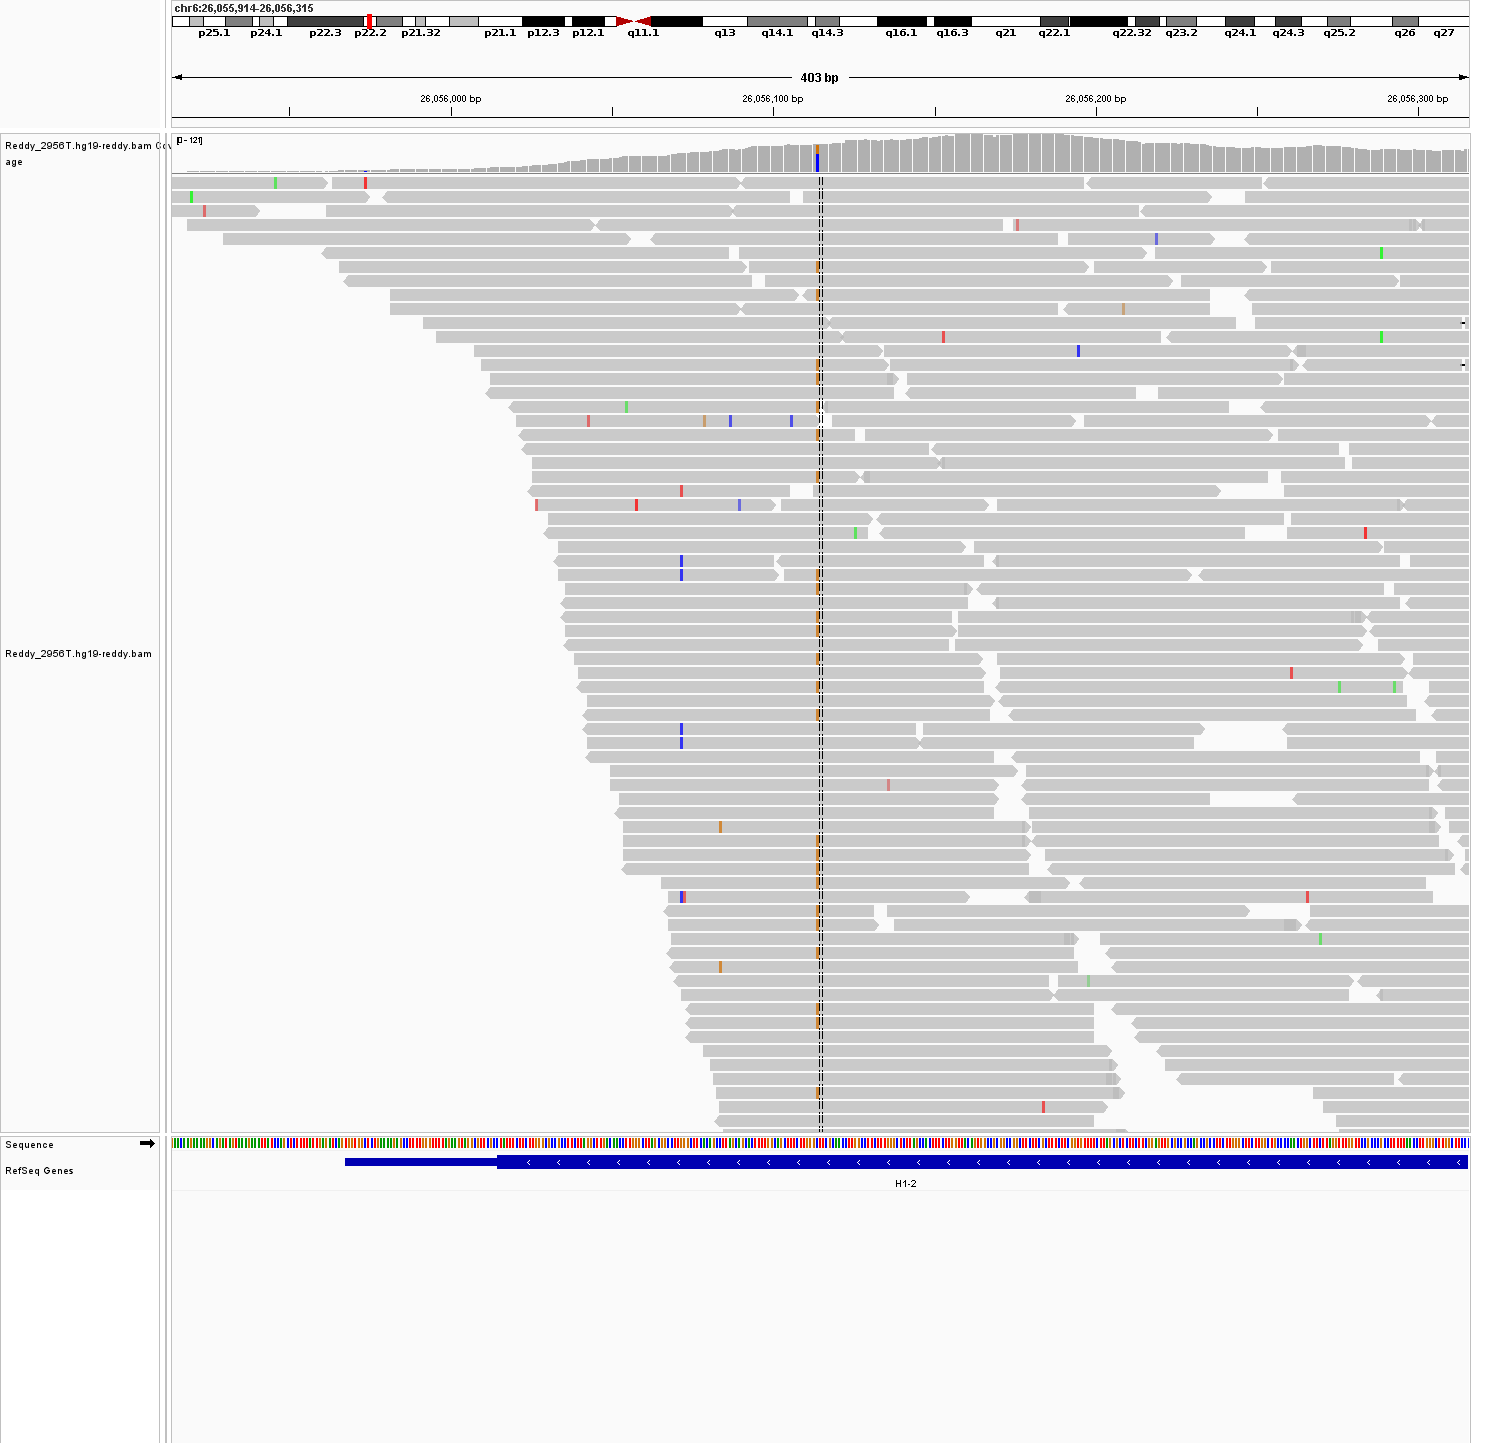 chr6:26,055,914-26,056,315
p25.1 p24.1 p22.3 p22.2 p21.32 p21.1 p12.3 p12.1 q11.1 q13 q14.1 q14.3 q16.1 q16.3 q21 q22.1 q22.32 q23.2 q24.1 q24.3 q25.2 q26 q27
403 bp
26,056,000 bp 26,056,100 bp 26,056,200 bp 26,056,300 bp
Reddy_2956T.hg19-reddy.bam Cov
age
[0 - 121]
Reddy_2956T.hg19-reddy.bam
Sequence
RefSeq Genes
H1-2